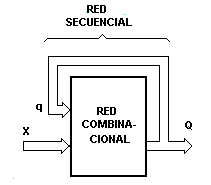 RED
SECUENCIAL
q
RED
COMBINA-
CIONAL
X
Q